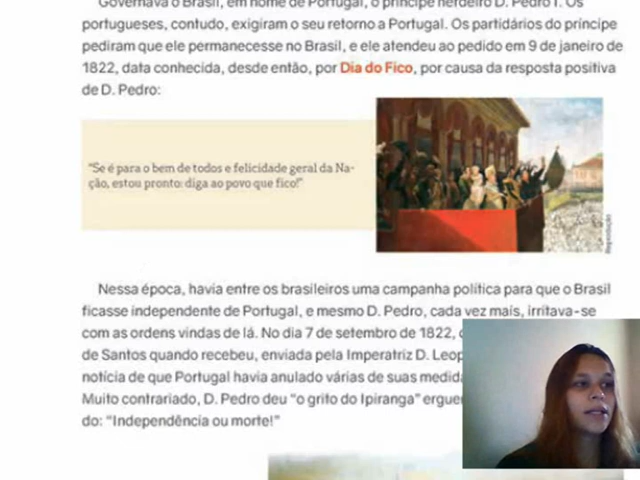 Governava o Brasil, em nome de Portugal, o príncipe herdeiro D. Pedro I. Os
portugueses, contudo, exigiram o seu retorno a Portugal. Os partidários do príncipe
pediram que ele permanecesse no Brasil, e ele atendeu ao pedido em 9 de janeiro de
1822, data conhecida, desde então, por Dia do Fico, por causa da resposta positiva
de D. Pedro:
"Se é para o bem de todos e felicidade geral da Na-
ção, estou pronto: diga ao povo que fico!"
Reprodução
Nessa época, havia entre os brasileiros uma campanha política para que o Brasil
ficasse independente de Portugal, e mesmo D. Pedro, cada vez mais, irritava-se
com as ordens vindas de lá. No dia 7 de setembro de 1822,
de Santos quando recebeu, enviada pela Imperatriz D. Leop
notícia de que Portugal havia anulado várias de suas medid
Muito contrariado, D. Pedro deu "o grito do Ipiranga" ergue
do: "Independência ou morte!"